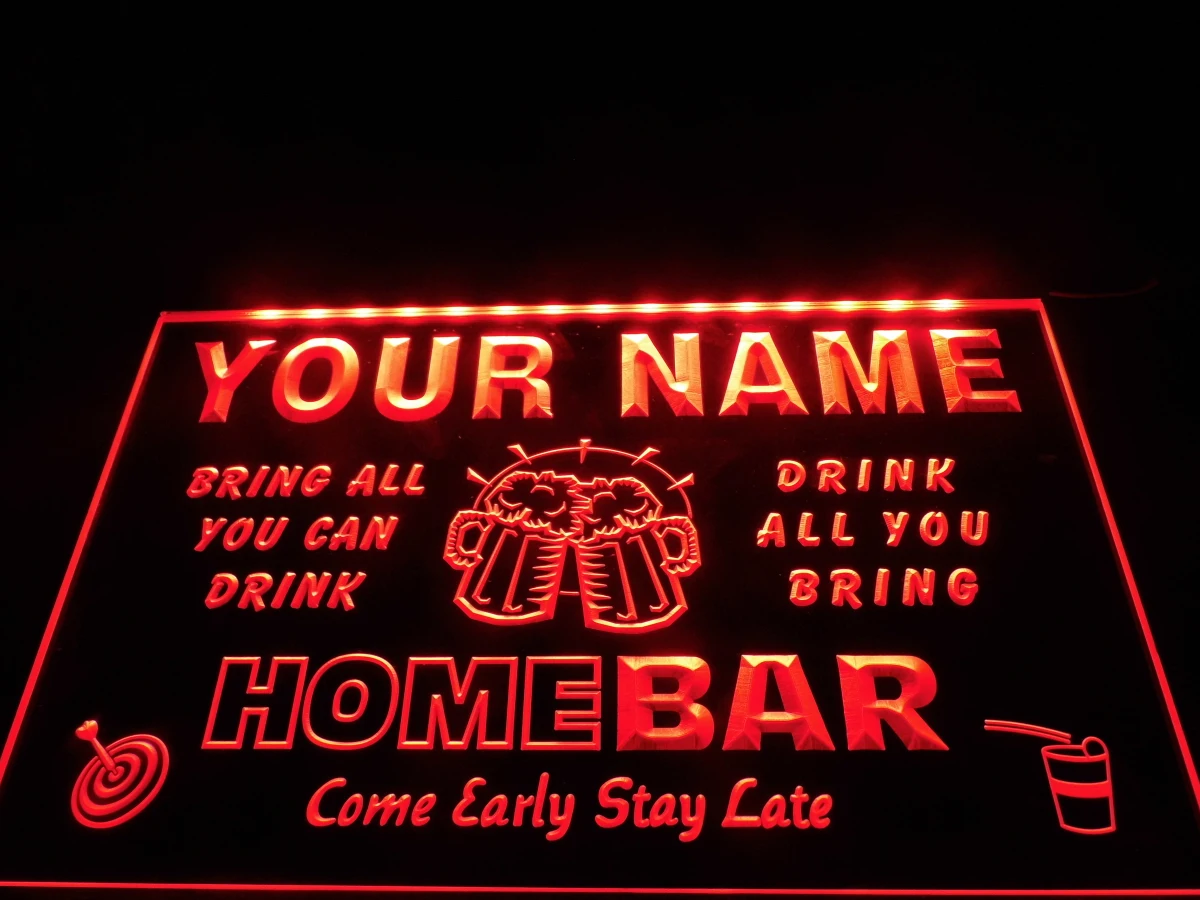 YOUR NAME
BRING ALL
YOU CAN
DRINK
DRINK
ALL YOU
BRING
HOMEBAR
Come Early Stay Late